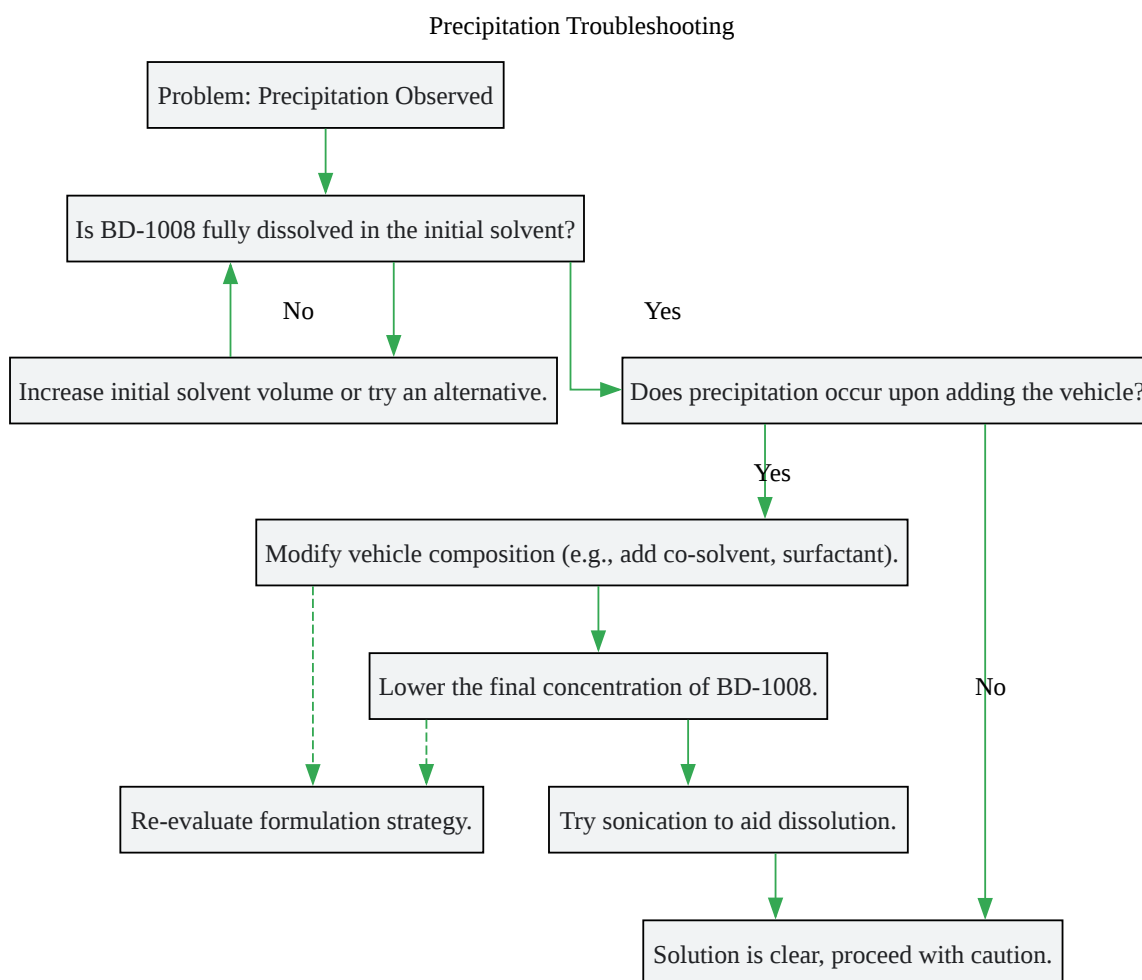 Precipitation Troubleshooting
Problem: Precipitation Observed
Is BD-1008 fully dissolved in the initial solvent?
No
Yes
Increase initial solvent volume or try an alternative.
Does precipitation occur upon adding the vehicle?
Yes
Modify vehicle composition (e.g., add co-solvent, surfactant).
Lower the final concentration of BD-1008.
No
Re-evaluate formulation strategy.
Try sonication to aid dissolution.
Solution is clear, proceed with caution.